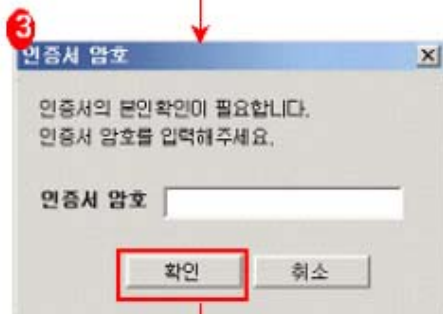 3
인증서 암호
인증서의 본인확인이 필요합니다.
인증서 암호를 입력해주세요.
인증서 암호
확인 취소